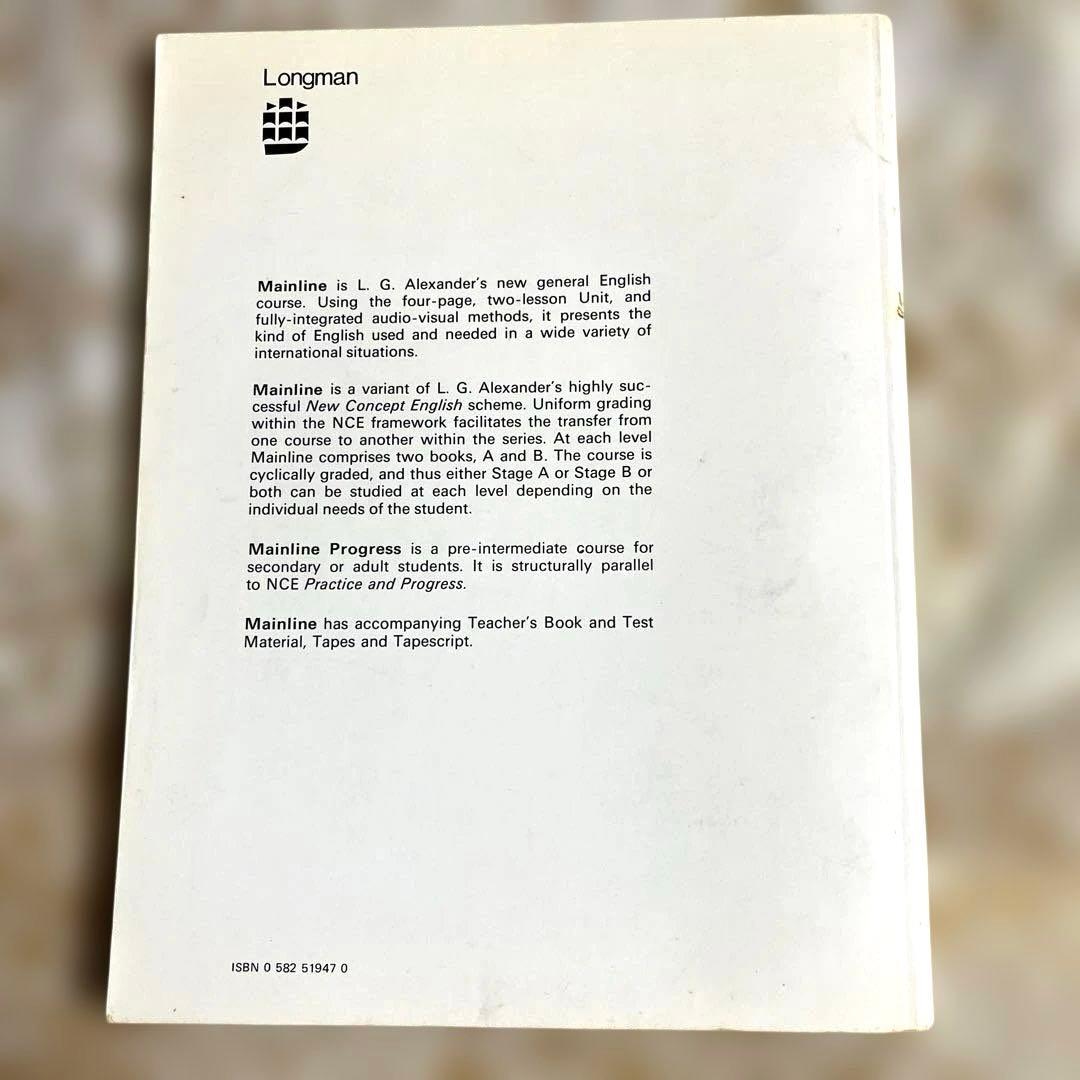 Longman
Mainline is L. G. Alexander's new general English
course. Using the four-page, two-lesson Unit, and
fully-integrated audio-visual methods, it presents the
kind of English used and needed in a wide variety of
international situations.
Mainline is a variant of L. G. Alexander's highly suc-
cessful New Concept English scheme. Uniform grading
within the NCE framework facilitates the transfer from
one course to another within the series. At each level
Mainline comprises two books, A and B. The course is
cyclically graded, and thus either Stage A or Stage B or
both can be studied at each level depending on the
individual needs of the student.
Mainline Progress is a pre-intermediate course for
secondary or adult students. It is structurally parallel
to NCE Practice and Progress.
Mainline has accompanying Teacher's Book and Test
Material, Tapes and Tapescript.
ISBN 0 582 51947 0